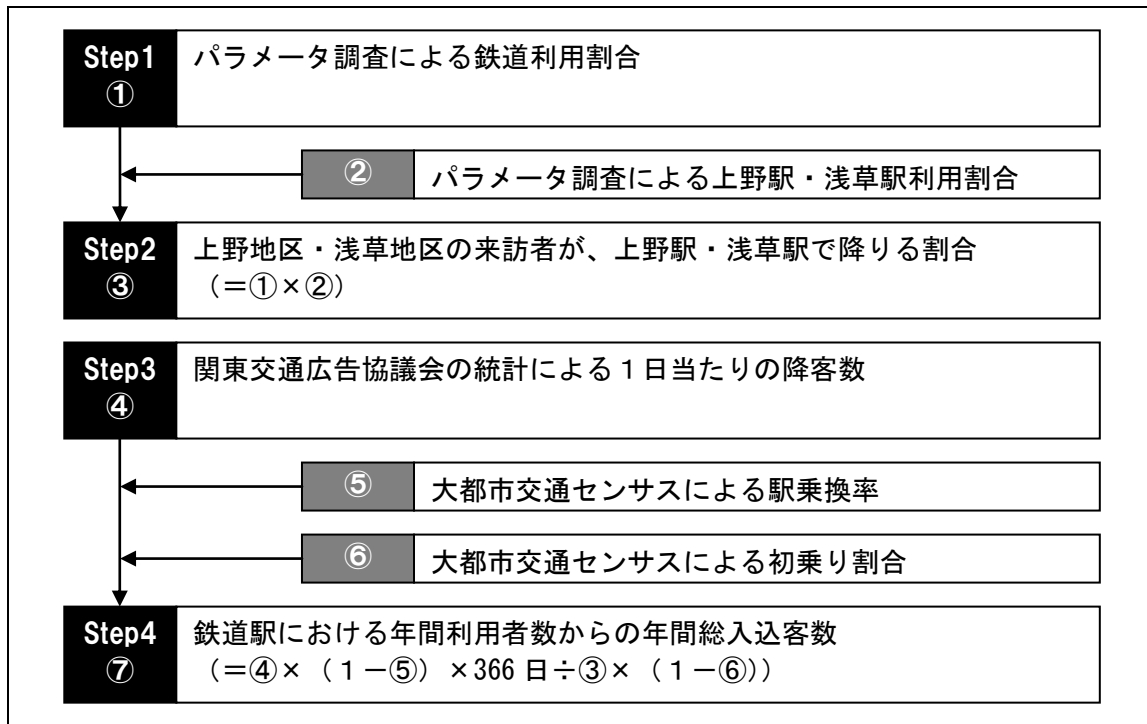 Step1
①
パラメータ調査による鉄道利用割合
②
パラメータ調査による上野駅・浅草駅利用割合
Step2
③
上野地区・浅草地区の来訪者が、上野駅・浅草駅で降りる割合
（＝①×②）
Step3
④
関東交通広告協議会の統計による１日当たりの降客数
⑤
大都市交通センサスによる駅乗換率
⑥
大都市交通センサスによる初乗り割合
Step4
⑦
鉄道駅における年間利用者数からの年間総入込客数
（＝④×（１－⑤）×366 日÷③×（１－⑥））